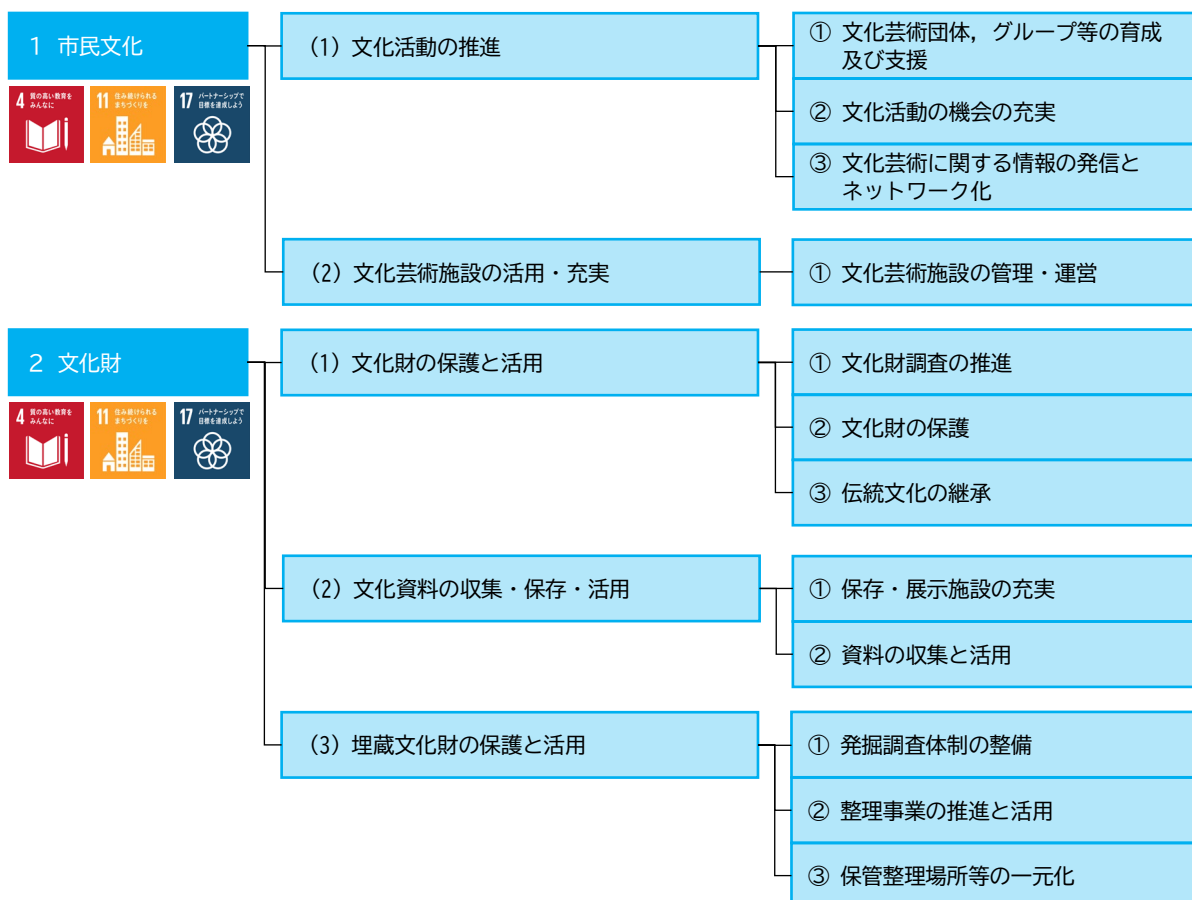 1 市民文化
4 質の高い教育を
みんなに
11 住み続けられる
まちづくりを
17 パートナーシップで
目標を達成しよう
(1) 文化活動の推進
① 文化芸術団体，グループ等の育成
及び支援
② 文化活動の機会の充実
③ 文化芸術に関する情報の発信と
ネットワーク化
(2) 文化芸術施設の活用・充実
① 文化芸術施設の管理・運営
2 文化財
4 質の高い教育を
みんなに
11 住み続けられる
まちづくりを
17 パートナーシップで
目標を達成しよう
(1) 文化財の保護と活用
① 文化財調査の推進
② 文化財の保護
③ 伝統文化の継承
(2) 文化資料の収集・保存・活用
① 保存・展示施設の充実
② 資料の収集と活用
(3) 埋蔵文化財の保護と活用
① 発掘調査体制の整備
② 整理事業の推進と活用
③ 保管整理場所等の一元化